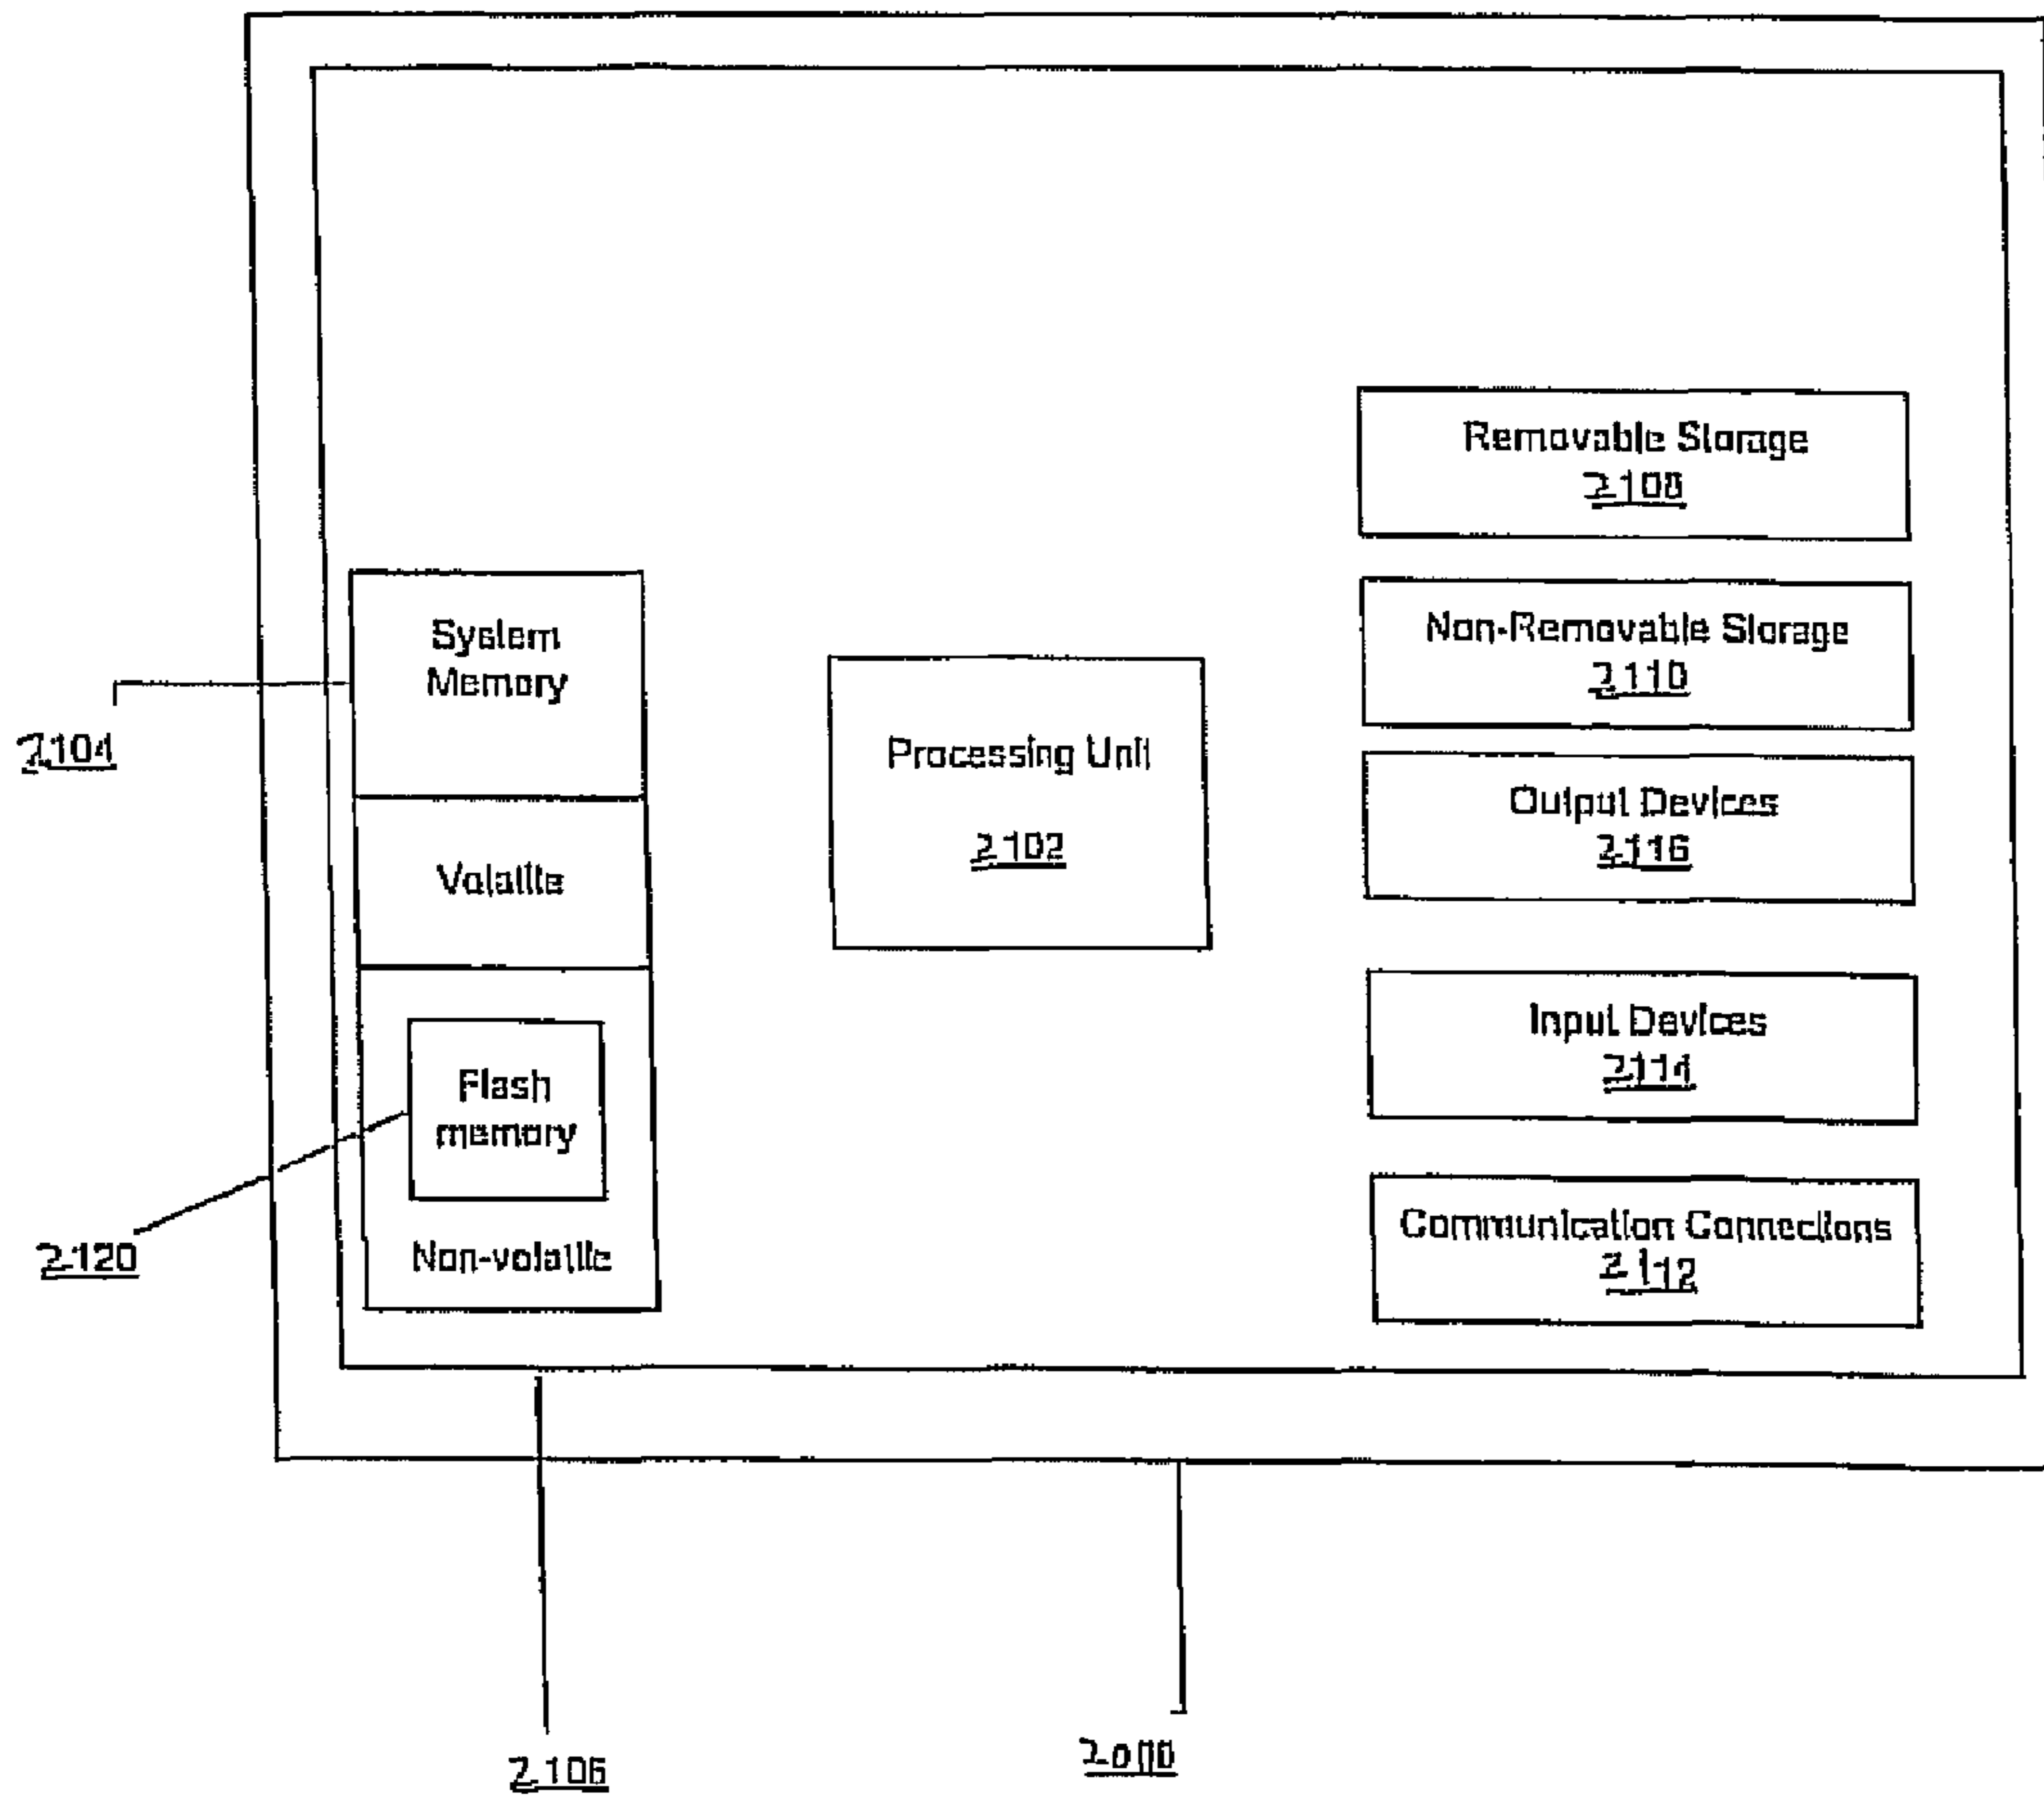 Removable Storage
2108
System
Memory
Non-Removable Storage
2110
2104
Processing Unit
2102
Output Devices
2116
Volatile
Input Devices
2114
Flash
memory
2120
Non-volatile
Communication Connections
2112
2106